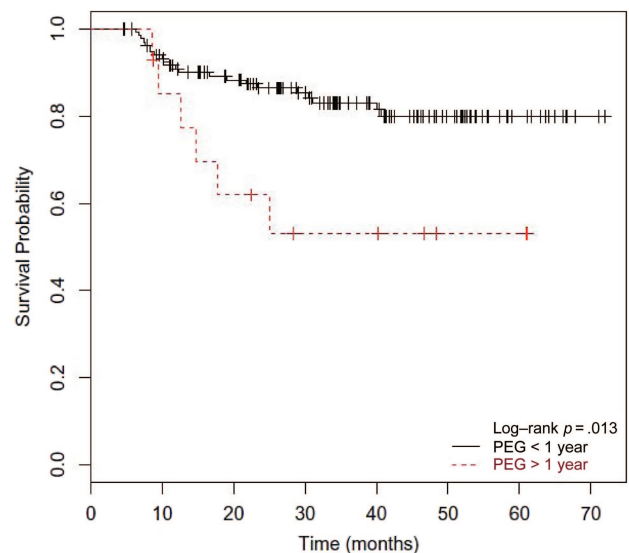 1.0
0.8
0.6
0.4
0.2
0.0
Survival Probability
Log–rank p = .013
PEG < 1 year
PEG > 1 year
0 10 20 30 40 50 60 70
Time (months)